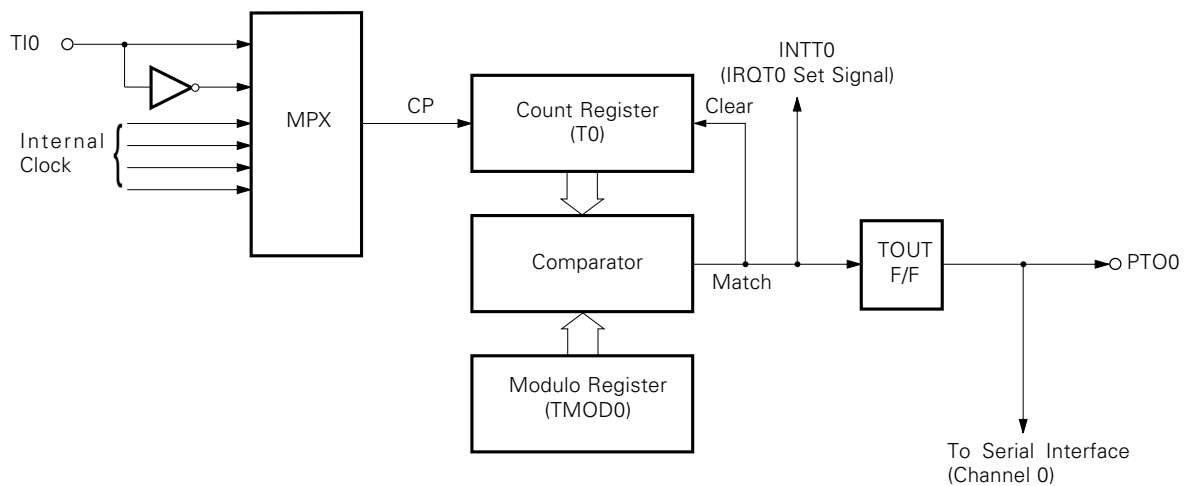 TI0
Internal
Clock
MPX
CP
Count Register
(T0)
Clear
INTT0
(IRQT0 Set Signal)
Comparator
Match
TOUT
F/F
PTO0
Modulo Register
(TMOD0)
To Serial Interface
(Channel 0)